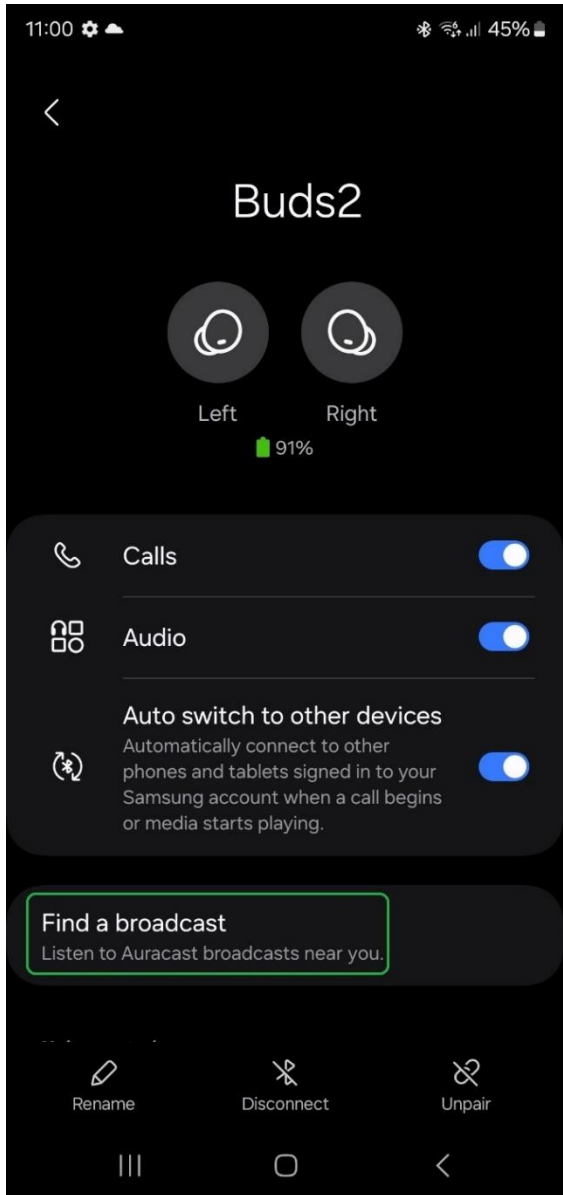 11:00 45%
Buds2
Left Right
91%
Calls
Audio
Auto switch to other devices
Automatically connect to other
phones and tablets signed in to your
Samsung account when a call begins
or media starts playing.
Find a broadcast
Listen to Auracast broadcasts near you.
Rename Disconnect Unpair